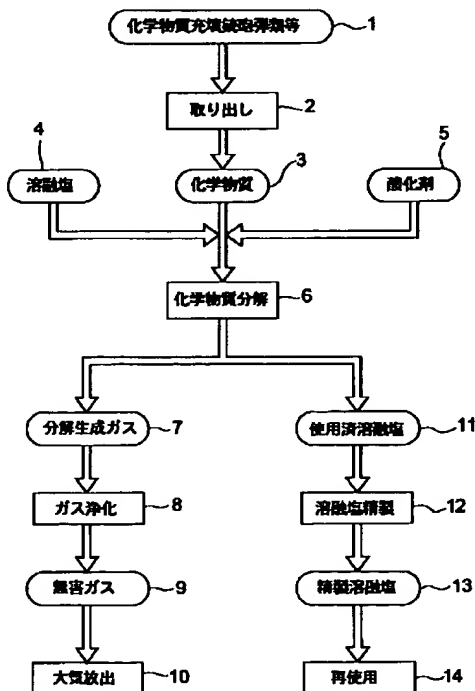 化学物質充填銃砲弾類等
1
取り出し
2
4
5
溶融塩
化学物質
3
酸化剤
化学物質分解
6
分解生成ガス
7
使用済溶融塩
11
ガス浄化
8
溶融塩精製
12
無害ガス
9
精製溶融塩
13
大気放出
10
再使用
14